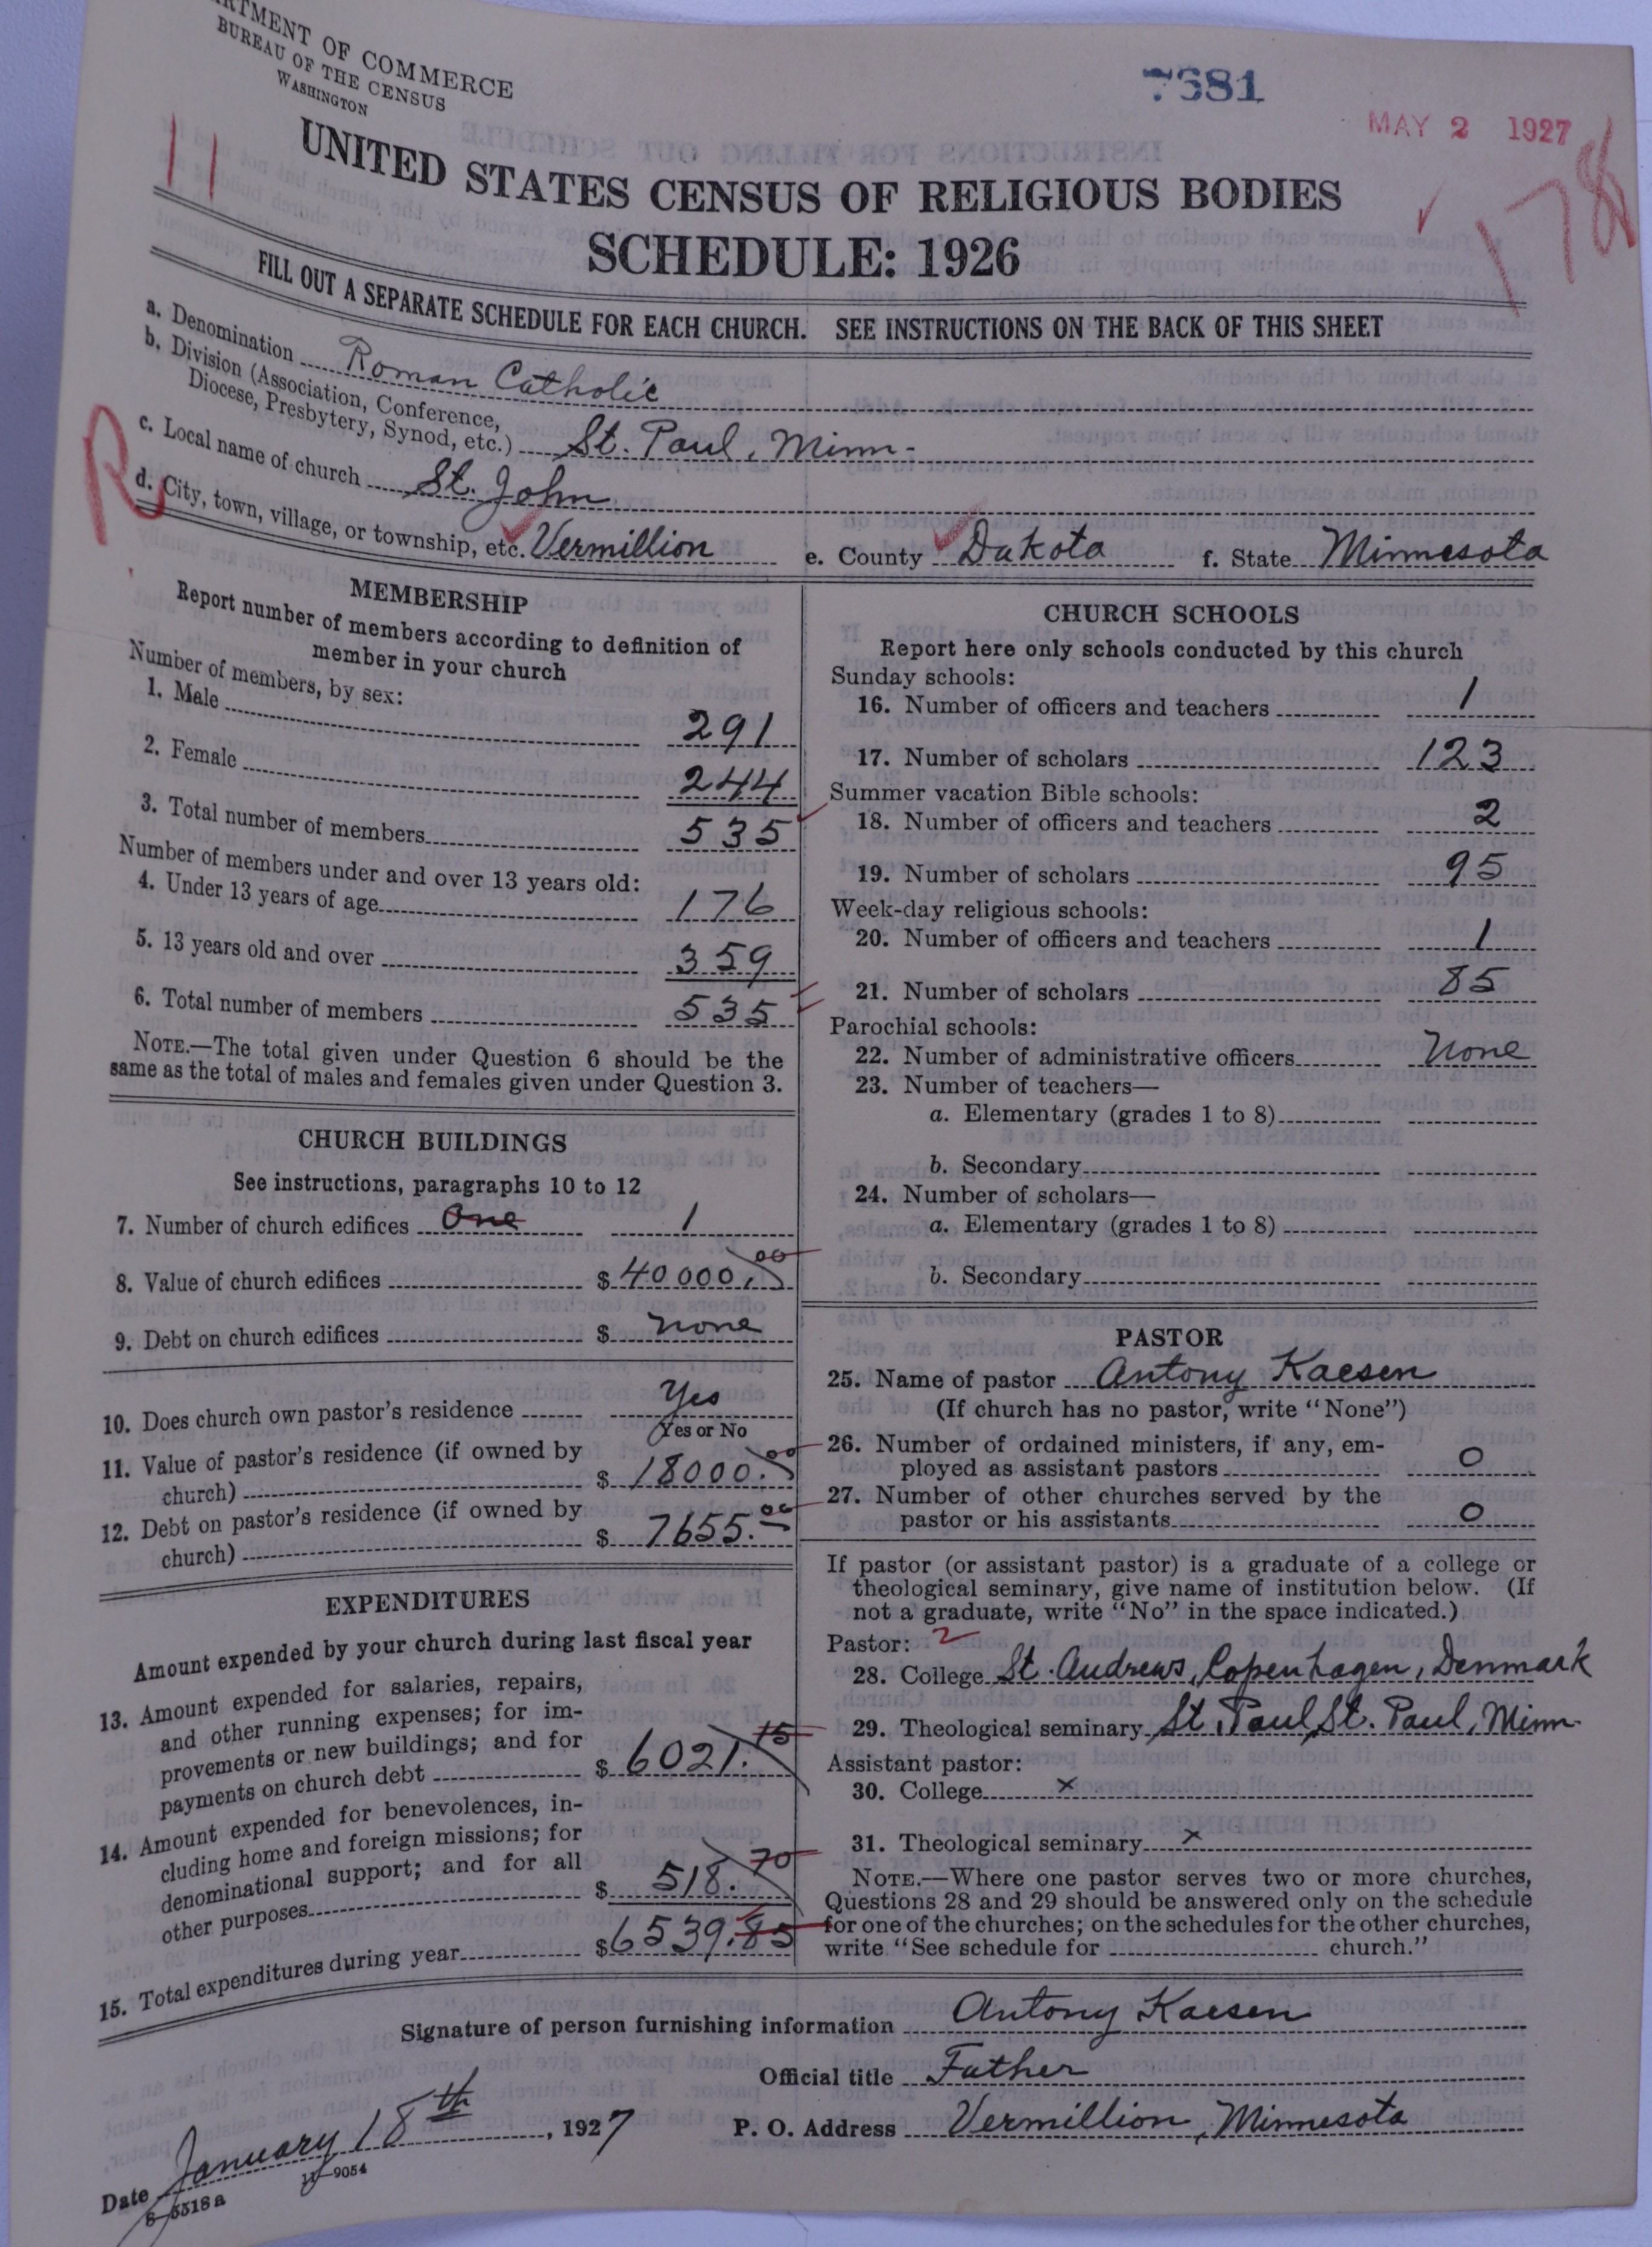 DEPARTMENT OF COMMERCE
BUREAU OF THE CENSUS
WASHINGTON
7681
MAY 2 1927
11
178
UNITED STATES CENSUS OF RELIGIOUS BODIES
SCHEDULE: 1926
FILL OUT A SEPARATE SCHEDULE FOR EACH CHURCH. SEE INSTRUCTIONS ON THE BACK OF THIS SHEET
a. Denomination Roman Catholic
b. Division (Association, Conference,
Diocese, Presbytery, Synod, etc.) St. Paul, Minn.
c. Local name of church St. John
R
d. City, town, village, or township, etc. Vermillion e. County Dakota f. State Minnesota
MEMBERSHIP
Report number of members according to definition of
member in your church
Number of members, by sex:
1. Male 291
2. Female 244
3. Total number of members 535
Number of members under and over 13 years old:
4. Under 13 years of age 176
5. 13 years old and over 359
6. Total number of members 535
NOTE.—The total given under Question 6 should be the
same as the total of males and females given under Question 3.
CHURCH BUILDINGS
See instructions, paragraphs 10 to 12
7. Number of church edifices One 1
8. Value of church edifices $ 40000.00
9. Debt on church edifices $ none
10. Does church own pastor's residence Yes
Yes or No
11. Value of pastor's residence (if owned by
church) $ 18000.00
12. Debt on pastor's residence (if owned by
church) $ 7655.00
EXPENDITURES
Amount expended by your church during last fiscal year
13. Amount expended for salaries, repairs,
and other running expenses; for im-
provements or new buildings; and for
payments on church debt $ 6021.15
14. Amount expended for benevolences, in-
cluding home and foreign missions; for
denominational support; and for all
other purposes $ 518.70
15. Total expenditures during year $ 6539.85
CHURCH SCHOOLS
Report here only schools conducted by this church
Sunday schools:
16. Number of officers and teachers 1
17. Number of scholars 123
Summer vacation Bible schools:
18. Number of officers and teachers 2
19. Number of scholars 95
Week-day religious schools:
20. Number of officers and teachers 1
21. Number of scholars 85
Parochial schools:
22. Number of administrative officers None
23. Number of teachers—
a. Elementary (grades 1 to 8)
b. Secondary
24. Number of scholars—
a. Elementary (grades 1 to 8)
b. Secondary
PASTOR
25. Name of pastor Antony Kaesen
(If church has no pastor, write "None")
26. Number of ordained ministers, if any, em-
ployed as assistant pastors 0
27. Number of other churches served by the
pastor or his assistants 0
If pastor (or assistant pastor) is a graduate of a college or
theological seminary, give name of institution below. (If
not a graduate, write "No" in the space indicated.)
Pastor: 2
28. College St. Andrews, Copenhagen, Denmark
29. Theological seminary St. Paul, St. Paul, Minn.
Assistant pastor:
30. College x
31. Theological seminary x
NOTE.—Where one pastor serves two or more churches,
Questions 28 and 29 should be answered only on the schedule
for one of the churches; on the schedules for the other churches,
write "See schedule for church."
Signature of person furnishing information Antony Kaesen
Official title Father
Date January 18th, 1927 P. O. Address Vermillion, Minnesota
8—5518a 11—9054